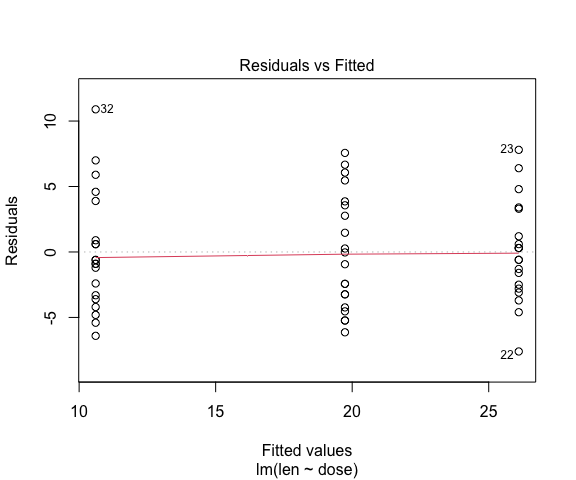 Residuals vs Fitted
32
23
22
10
5
0
-5
Residuals
10
15
20
25
Fitted values
lm(len ~ dose)